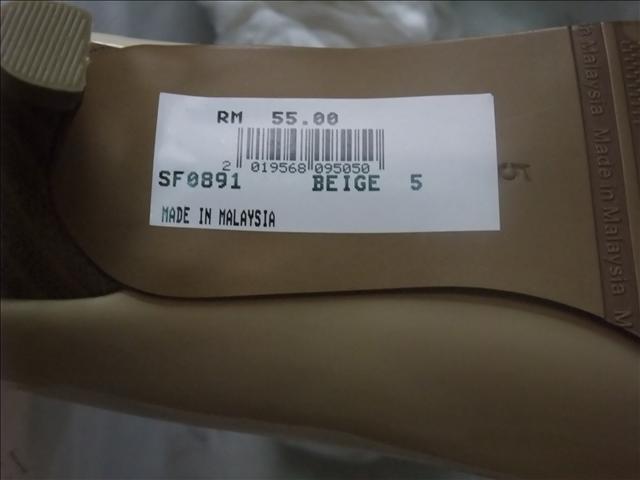 RM 55.00
2 019568 095050
SF0891 BEIGE 5
MADE IN MALAYSIA
5
Malaysia Made in Malaysia M